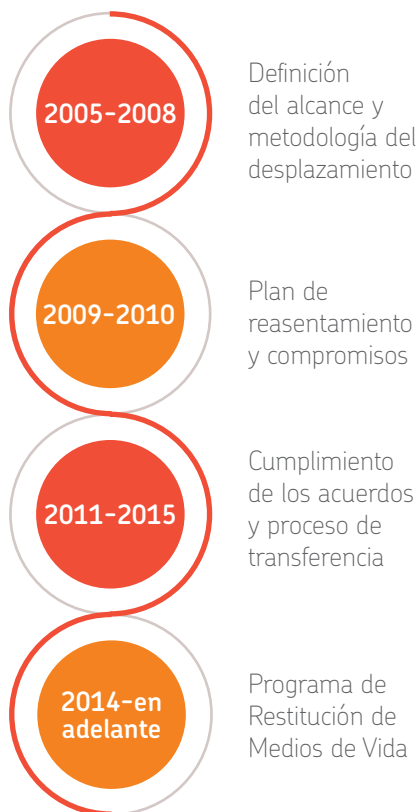 2005-2008
Definición
del alcance y
metodología del
desplazamiento
2009-2010
Plan de
reasentamiento
y compromisos
2011-2015
Cumplimiento
de los acuerdos
y proceso de
transferencia
2014-en
adelante
Programa de
Restitución de
Medios de Vida